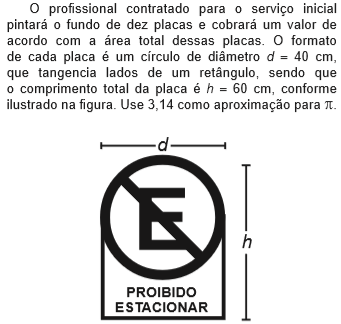 O profissional contratado para o serviço inicial
pintará o fundo de dez placas e cobrará um valor de
acordo com a área total dessas placas. O formato
de cada placa é um círculo de diâmetro d = 40 cm,
que tangencia lados de um retângulo, sendo que
o comprimento total da placa é h = 60 cm, conforme
ilustrado na figura. Use 3,14 como aproximação para π.
d
E
h
PROIBIDO
ESTACIONAR